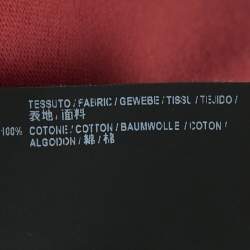 TESSUTO / FABRIC / GEWEBE / TISSU / TEJIDO /
表地 / 面料
100% COTONE / COTTON / BAUMWOLLE / COTON /
ALGODON / 綿 / 棉